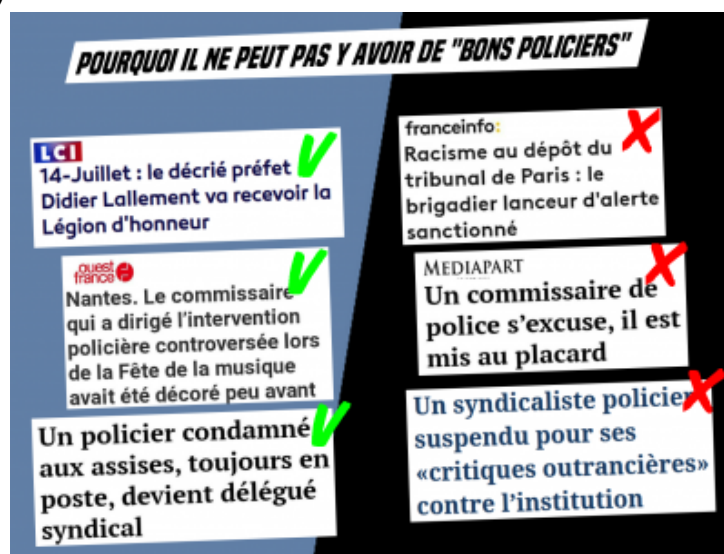 POURQUOI IL NE PEUT PAS Y AVOIR DE "BONS POLICIERS"
LCI
14-Juillet : le décrié préfet
Didier Lallement va recevoir la
Légion d'honneur
ouest
france
Nantes. Le commissaire
qui a dirigé l'intervention
policière controversée lors
de la Fête de la musique
avait été décoré peu avant
Un policier condamné
aux assises, toujours en
poste, devient délégué
syndical
franceinfo:
Racisme au dépôt du
tribunal de Paris : le
brigadier lanceur d'alerte
sanctionné
MEDIAPART
Un commissaire de
police s’excuse, il est
mis au placard
Un syndicaliste policier
suspendu pour ses
«critiques outrancières»
contre l’institution